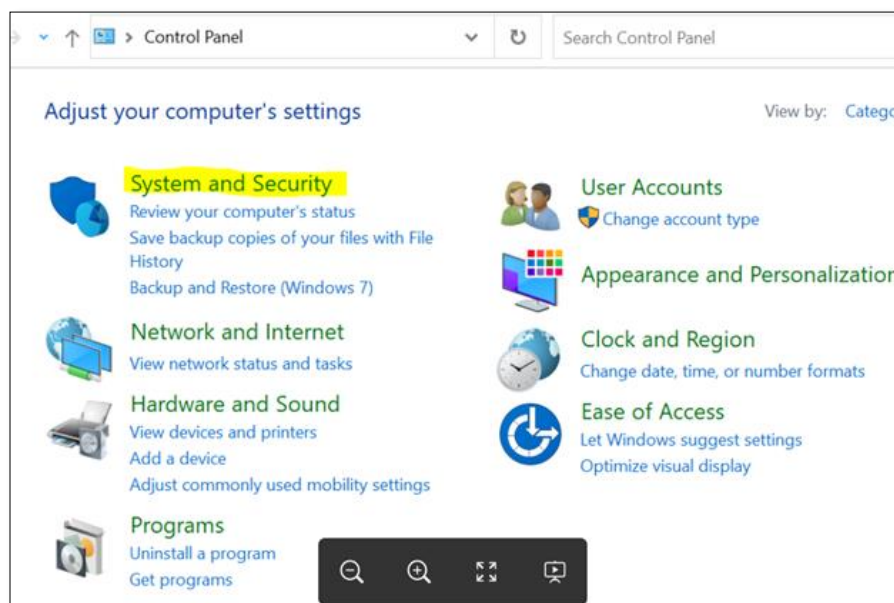 Control Panel
Search Control Panel
Adjust your computer's settings
View by:
System and Security
Review your computer's status
Save backup copies of your files with File
History
Backup and Restore (Windows 7)
Network and Internet
View network status and tasks
Hardware and Sound
View devices and printers
Add a device
Adjust commonly used mobility settings
Programs
Uninstall a program
Get programs
User Accounts
Change account type
Appearance and Personalization
Clock and Region
Change date, time, or number formats
Ease of Access
Let Windows suggest settings
Optimize visual display